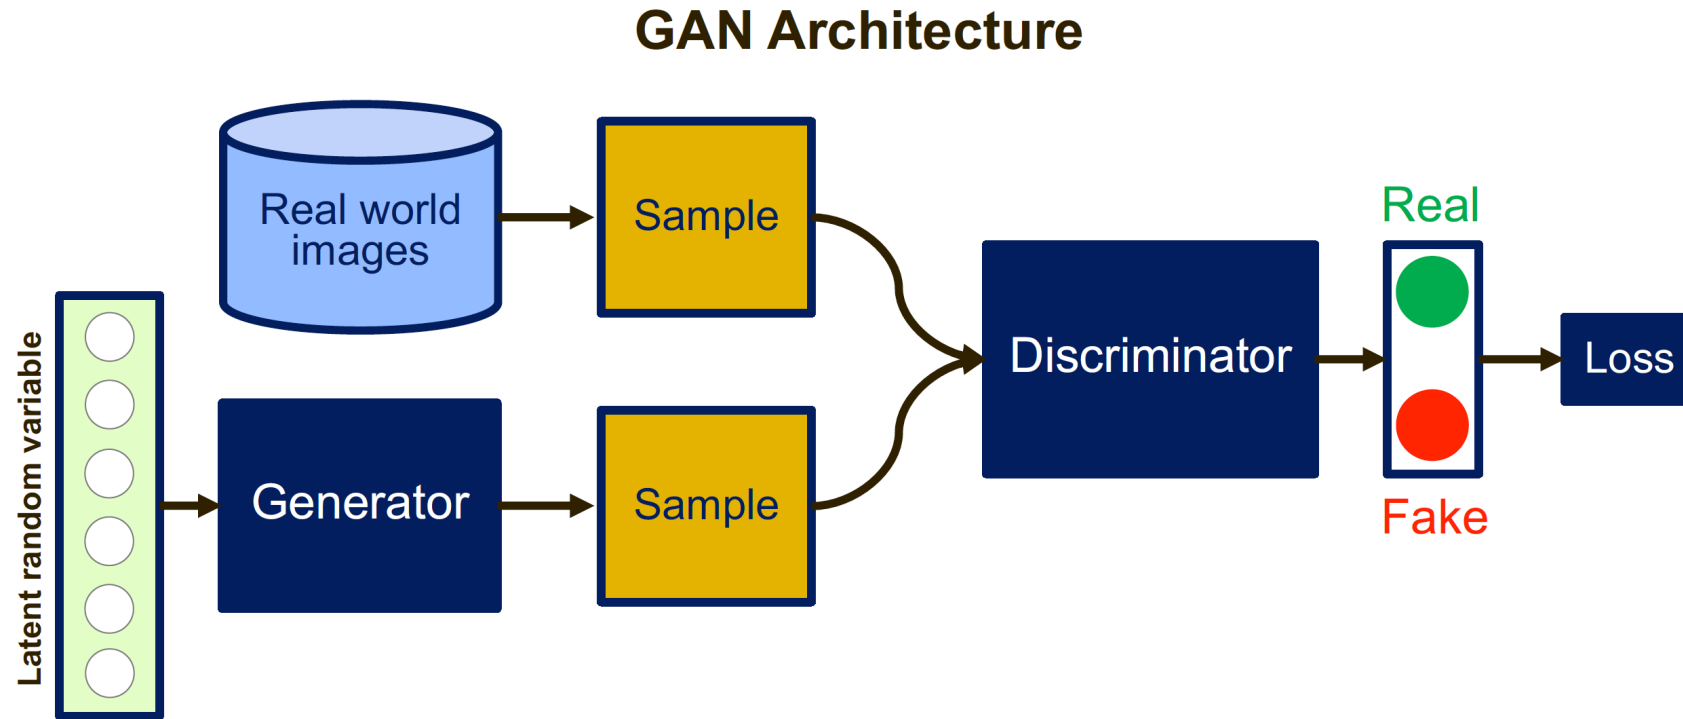 GAN Architecture
Real world
images
Sample
Real
Discriminator
Loss
Latent random variable
Generator
Sample
Fake